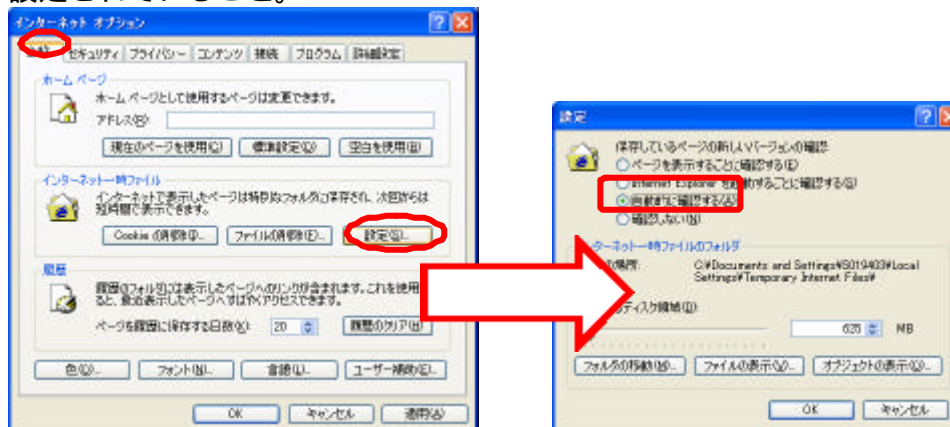 設定されていること。
インターネット オプション
セキュリティ プライバシー コンテンツ 接続 プログラム 詳細設定
ホーム ページ
ホーム ページとして使用するページは変更できます。
アドレス(R):
現在のページを使用(C) 標準設定(D) 空白を使用(B)
インターネット一時ファイル
インターネットで表示したページは特別なフォルダに保存され、次回からは
短時間で表示できます。
Cookie の削除(I)... ファイルの削除(F)... 設定(S)...
履歴
履歴のフォルダには表示したページへのリンクが含まれます。これを使用
ると、最近表示したページへすばやくアクセスできます。
ページを履歴に保存する日数(K): 20 履歴のクリア(H)
色(O)... フォント(N)... 言語(L)... ユーザー補助(E)...
OK キャンセル 適用(A)
設定
保存しているページの新しいバージョンの確認
ページを表示するごとに確認する(E)
Internet Explorer を起動するごとに確認する(S)
自動的に確認する(A)
確認しない(N)
ターネット一時ファイルのフォルダ
の場所: C:¥Documents and Settings¥S019403¥Local
Settings¥Temporary Internet Files¥
ディスク領域(D):
625 MB
フォルダの移動(M)... ファイルの表示(V)... オブジェクトの表示(O)...
OK キャンセル